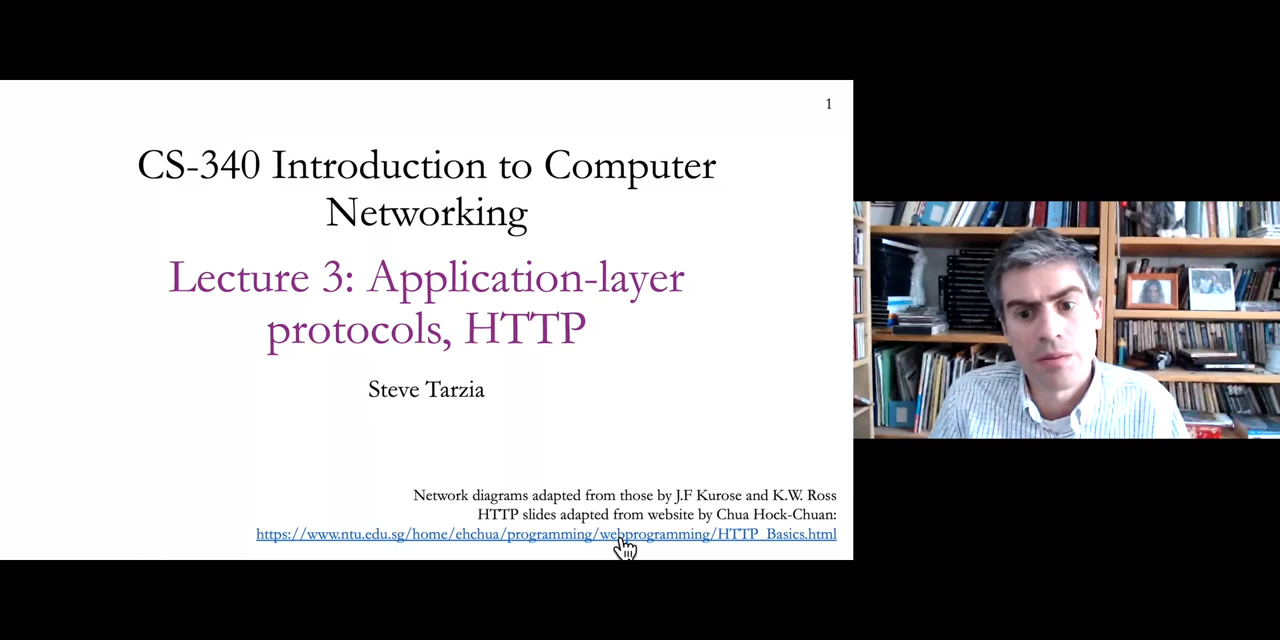 1
CS-340 Introduction to Computer
Networking
Lecture 3: Application-layer
protocols, HTTP
Steve Tarzia
Network diagrams adapted from those by J.F Kurose and K.W. Ross
HTTP slides adapted from website by Chua Hock-Chuan:
https://www.ntu.edu.sg/home/ehchua/programming/webprogramming/HTTP_Basics.html